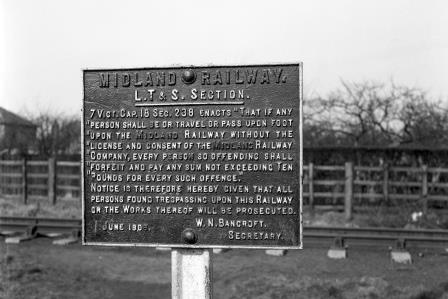 MIDLAND RAILWAY.
L.T & S. SECTION.
7 VICT. CAP. 18 SEC. 238 ENACTS "THAT IF ANY
"PERSON SHALL BE OR TRAVEL OR PASS UPON FOOT
"UPON THE MIDLAND RAILWAY WITHOUT THE
"LICENSE AND CONSENT OF THE MIDLAND RAILWAY
"COMPANY, EVERY PERSON SO OFFENDING SHALL
"FORFEIT AND PAY ANY SUM NOT EXCEEDING TEN
"POUNDS FOR EVERY SUCH OFFENCE.
NOTICE IS THEREFORE HEREBY GIVEN THAT ALL
PERSONS FOUND TRESPASSING UPON THIS RAILWAY
OR THE WORKS THEREOF WILL BE PROSECUTED.
JUNE W.N. BANCROFT.
SECRETARY.